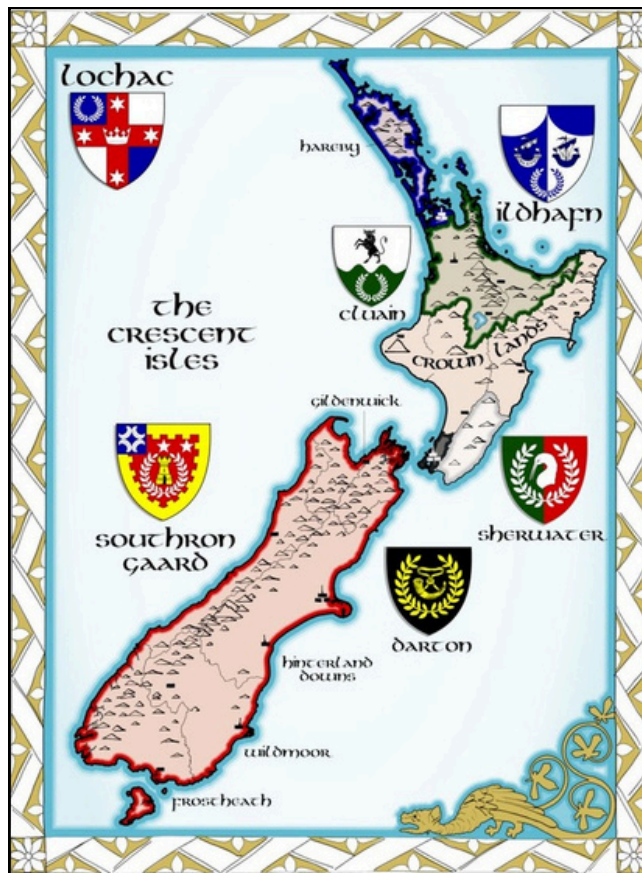 Lochac
Hareby
Ildhafn
Cluain
The
Crescent
Isles
Crown Lands
Gildenwick
Southron
Gaard
Sherwater
Darton
Hinterland
Downs
Wildmoor
Frostheath